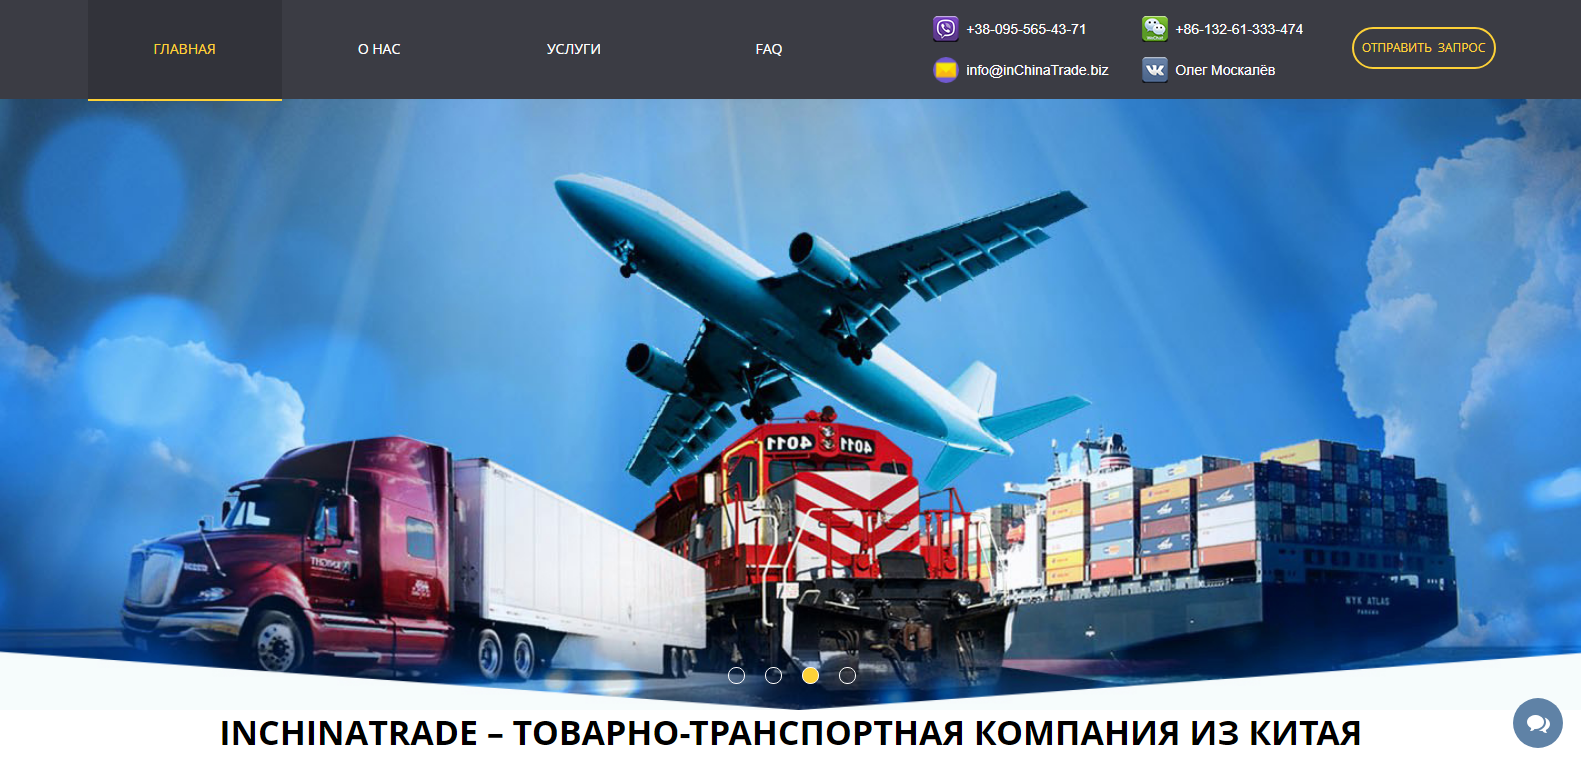 ГЛАВНАЯ
О НАС
УСЛУГИ
FAQ
+38-095-565-43-71
+86-132-61-333-474
info@inChinaTrade.biz
Олег Москалёв
ОТПРАВИТЬ ЗАПРОС
4011 4011
NYK ATLAS
PANAMA
INCHINATRADE – ТОВАРНО-ТРАНСПОРТНАЯ КОМПАНИЯ ИЗ КИТАЯ